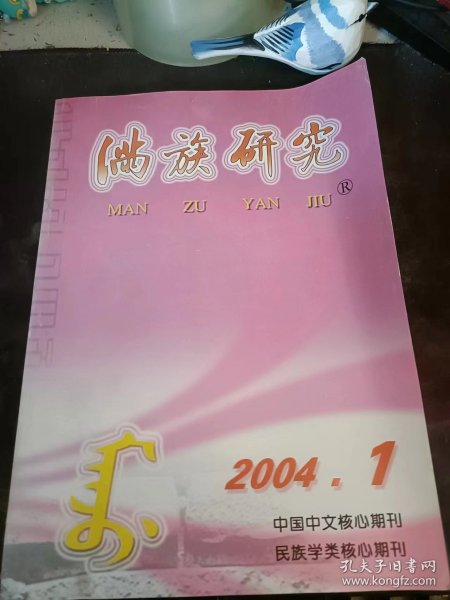 满族研究
MAN ZU YAN JIU ®
2004.1
中国中文核心期刊
民族学类核心期刊
孔夫子旧书网
www.kongfz.com